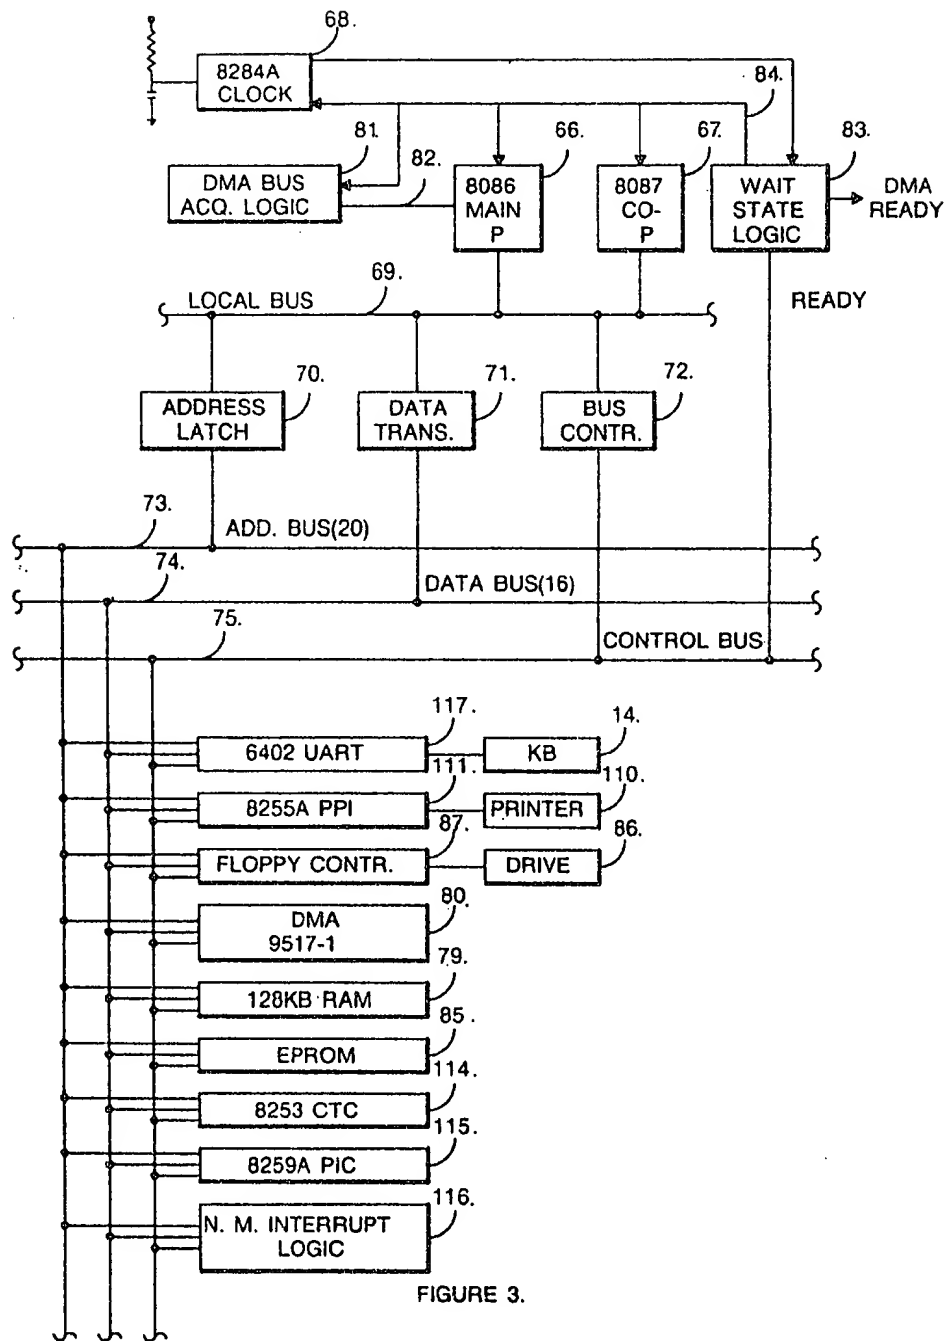 68.
8284A
CLOCK
84.
81.
82.
66.
67.
83.
DMA BUS
ACQ. LOGIC
8086
MAIN
P
8087
CO-
P
WAIT
STATE
LOGIC
DMA
READY
69.
LOCAL BUS
READY
70.
71.
72.
ADDRESS
LATCH
DATA
TRANS.
BUS
CONTR.
73.
ADD. BUS(20)
74.
DATA BUS(16)
75.
CONTROL BUS
117.
14.
6402 UART
KB
111.
110.
8255A PPI
PRINTER
87.
86.
FLOPPY CONTR.
DRIVE
80.
DMA
9517-1
79.
128KB RAM
85.
EPROM
114.
8253 CTC
115.
8259A PIC
116.
N. M. INTERRUPT
LOGIC
FIGURE 3.